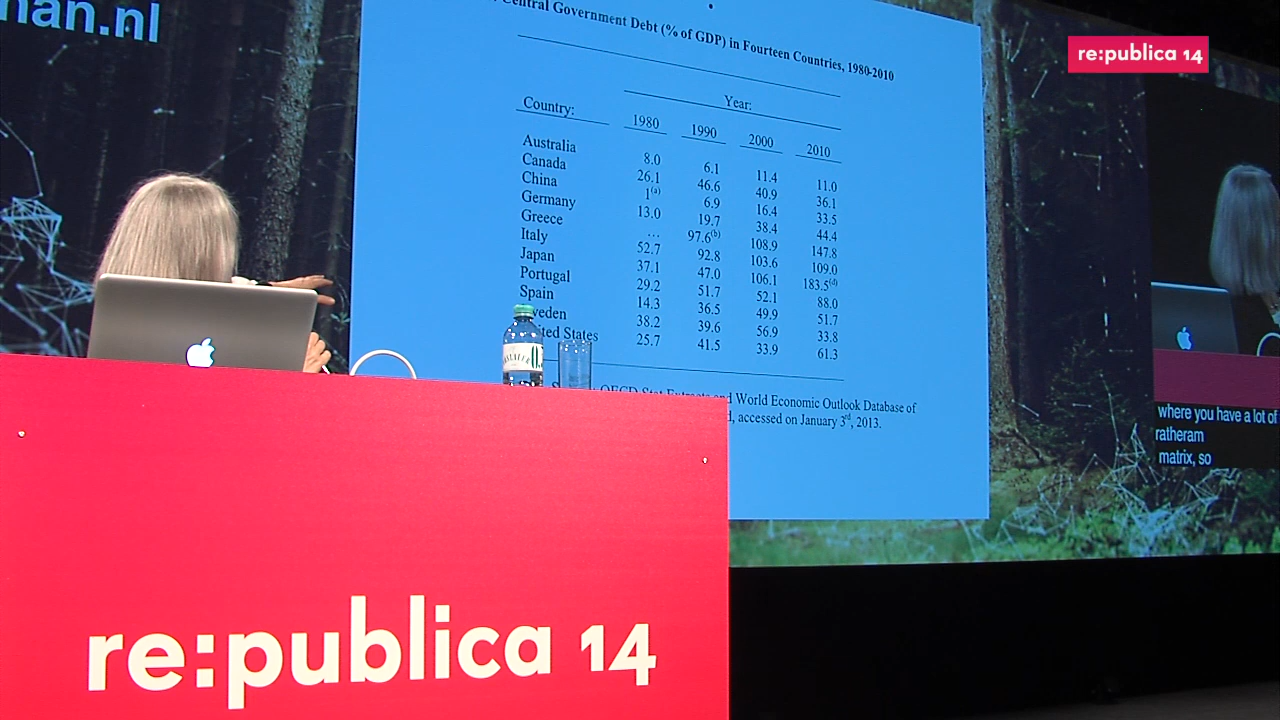 nan.nl
Central Government Debt (% of GDP) in Fourteen Countries, 1980-2010
re:publica 14
Year:
Country: 1980 1990 2000 2010
Australia 8.0 6.1 11.4 11.0
Canada 26.1 46.6 40.9 36.1
China 1(a) 6.9 16.4 33.5
Germany 13.0 19.7 38.4 44.4
Greece … 97.6(b) 108.9 147.8
Italy 52.7 92.8 103.6 109.0
Japan 37.1 47.0 106.1 183.5(d)
Portugal 29.2 51.7 52.1 88.0
Spain 14.3 36.5 49.9 51.7
weden 38.2 39.6 56.9 33.8
ited States 25.7 41.5 33.9 61.3
OECD Stat Extracts and World Economic Outlook Database of
d, accessed on January 3rd, 2013.
where you have a lot of
ratheram
matrix, so
re:publica 14